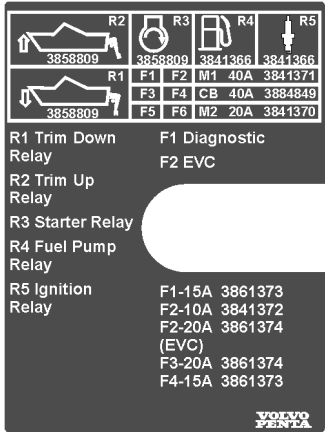 R2
3858809
R3
3858809
R4
3841366
R5
3841366
R1
3858809
F1 F2 M1 40A 3841371
F3 F4 CB 40A 3884849
F5 F6 M2 20A 3841370
R1 Trim Down
Relay
R2 Trim Up
Relay
R3 Starter Relay
R4 Fuel Pump
Relay
R5 Ignition
Relay
F1 Diagnostic
F2 EVC
F1-15A 3861373
F2-10A 3841372
F2-20A 3861374
(EVC)
F3-20A 3861374
F4-15A 3861373
VOLVO
PENTA